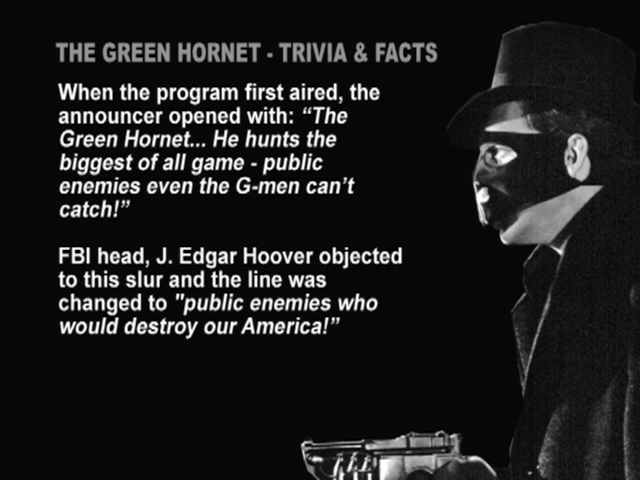 THE GREEN HORNET - TRIVIA & FACTS
When the program first aired, the
announcer opened with: “The
Green Hornet... He hunts the
biggest of all game - public
enemies even the G-men can’t
catch!”
FBI head, J. Edgar Hoover objected
to this slur and the line was
changed to "public enemies who
would destroy our America!”